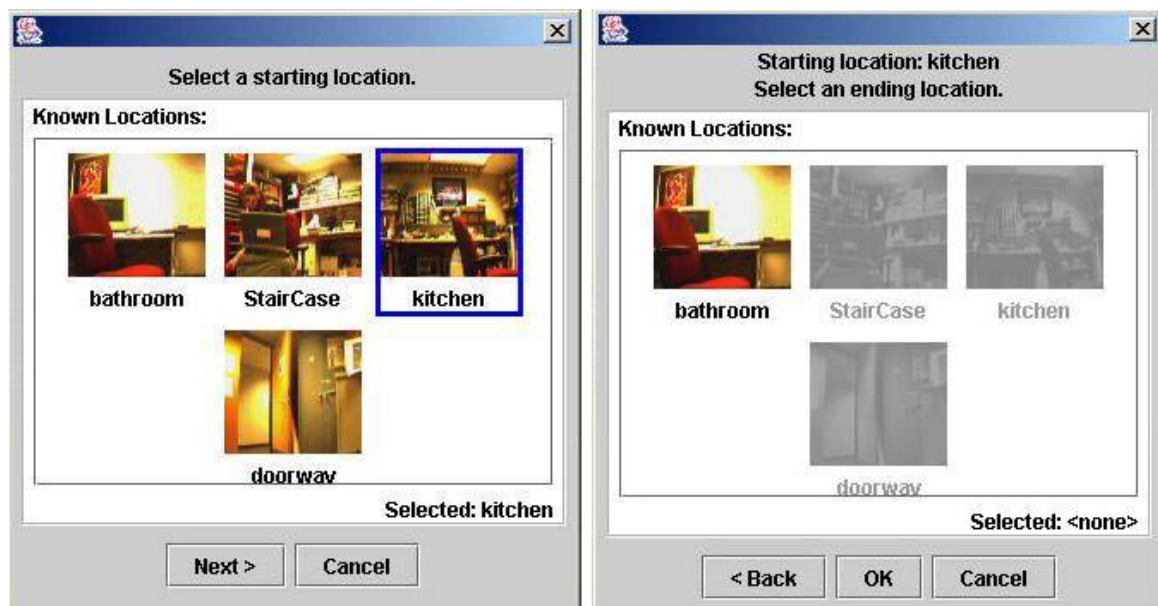 Select a starting location.
Known Locations:
bathroom StairCase kitchen
doorway
Selected: kitchen
Next > Cancel
Starting location: kitchen
Select an ending location.
Known Locations:
bathroom StairCase kitchen
doorway
Selected: <none>
< Back OK Cancel